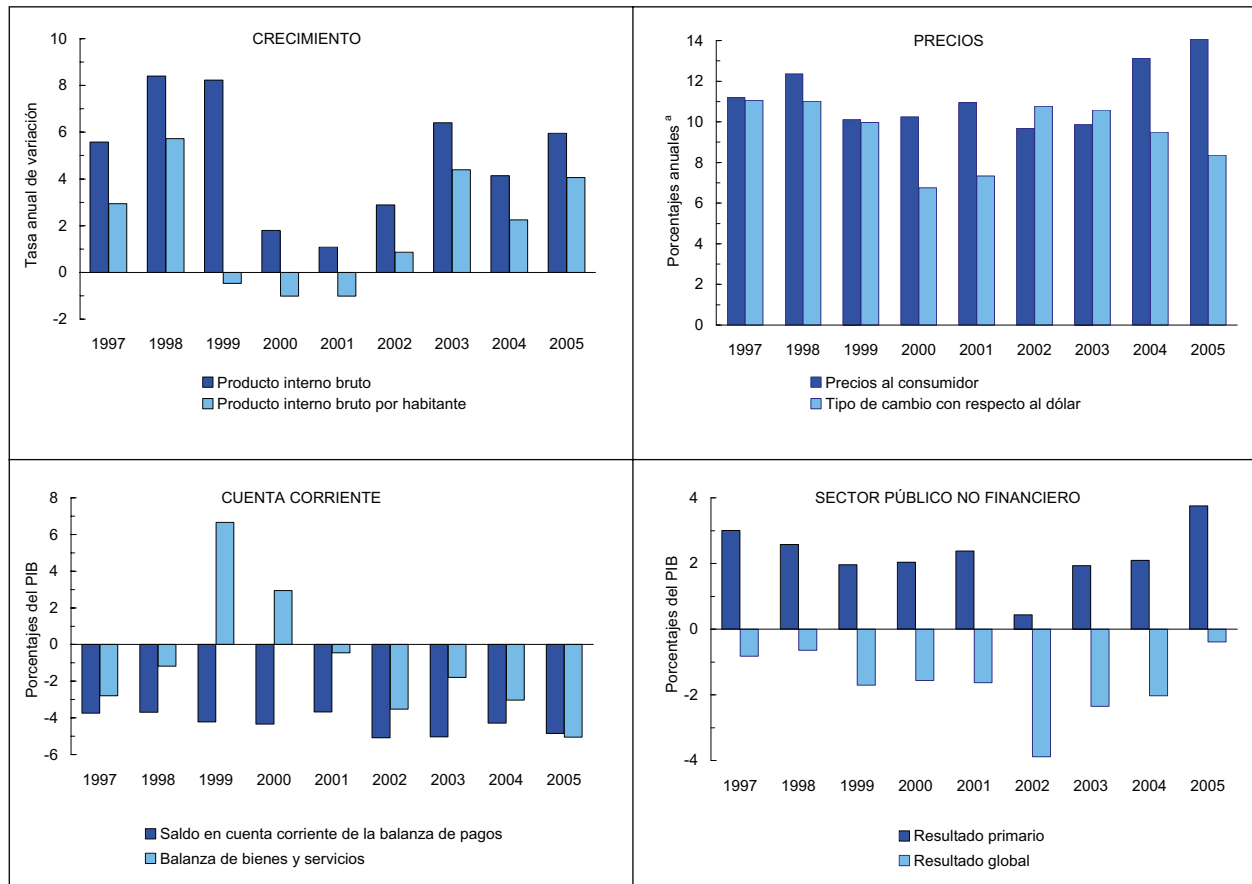 CRECIMIENTO
Tasa anual de variación
10
8
6
4
2
0
-2
1997 1998 1999 2000 2001 2002 2003 2004 2005
Producto interno bruto
Producto interno bruto por habitante
PRECIOS
Porcentajes anuales a
14
12
10
8
6
4
2
0
1997 1998 1999 2000 2001 2002 2003 2004 2005
Precios al consumidor
Tipo de cambio con respecto al dólar
CUENTA CORRIENTE
Porcentajes del PIB
8
6
4
2
0
-2
-4
-6
1997 1998 1999 2000 2001 2002 2003 2004 2005
Saldo en cuenta corriente de la balanza de pagos
Balanza de bienes y servicios
SECTOR PÚBLICO NO FINANCIERO
Porcentajes del PIB
4
2
0
-2
-4
1997 1998 1999 2000 2001 2002 2003 2004 2005
Resultado primario
Resultado global